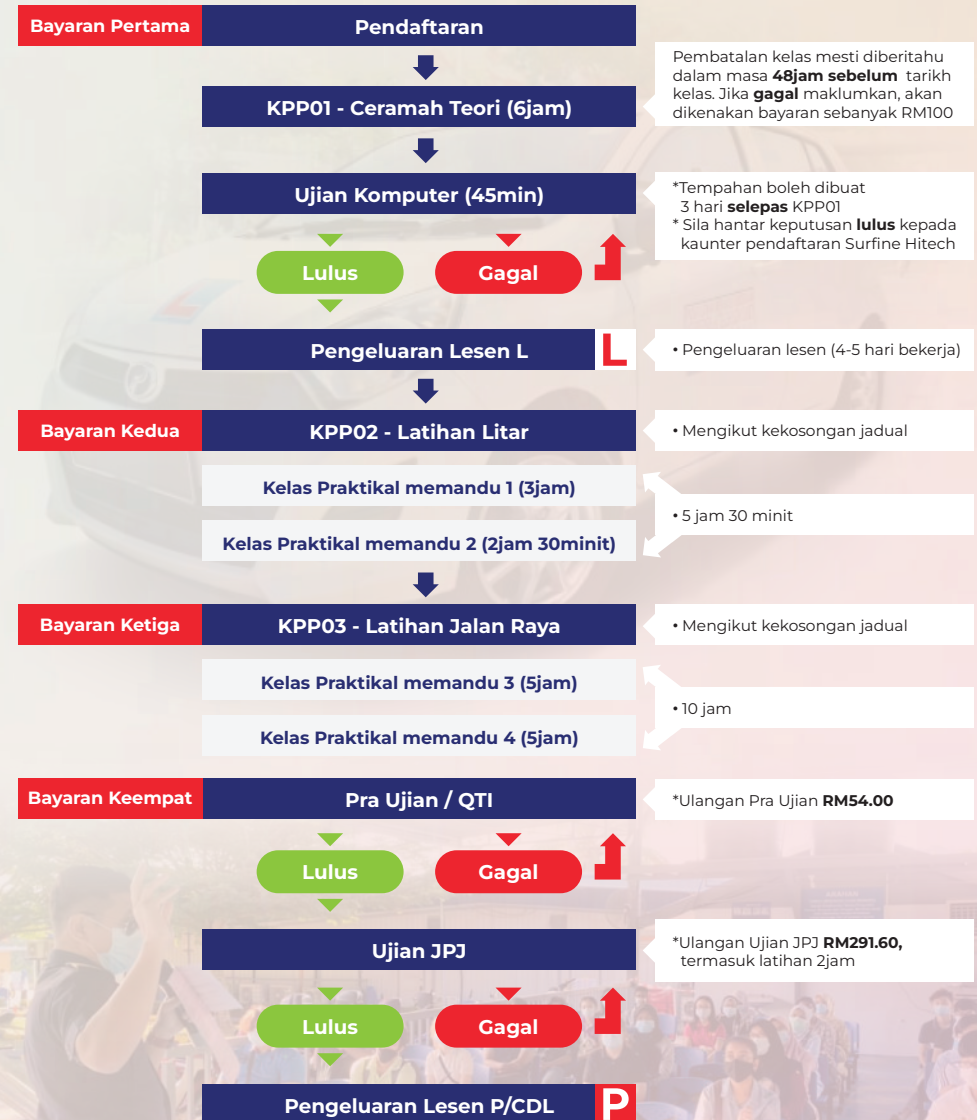 Bayaran Pertama
Pendaftaran
KPP01 - Ceramah Teori (6jam)
Pembatalan kelas mesti diberitahu
dalam masa 48jam sebelum tarikh
kelas. Jika gagal maklumkan, akan
dikenakan bayaran sebanyak RM100
Ujian Komputer (45min)
*Tempahan boleh dibuat
3 hari selepas KPP01
* Sila hantar keputusan lulus kepada
kaunter pendaftaran Surfine Hitech
Lulus
Gagal
Pengeluaran Lesen L
L
• Pengeluaran lesen (4-5 hari bekerja)
Bayaran Kedua
KPP02 - Latihan Litar
• Mengikut kekosongan jadual
Kelas Praktikal memandu 1 (3jam)
• 5 jam 30 minit
Kelas Praktikal memandu 2 (2jam 30minit)
Bayaran Ketiga
KPP03 - Latihan Jalan Raya
• Mengikut kekosongan jadual
Kelas Praktikal memandu 3 (5jam)
• 10 jam
Kelas Praktikal memandu 4 (5jam)
Bayaran Keempat
Pra Ujian / QTI
*Ulangan Pra Ujian RM54.00
Lulus
Gagal
Ujian JPJ
*Ulangan Ujian JPJ RM291.60,
termasuk latihan 2jam
Lulus
Gagal
Pengeluaran Lesen P/CDL
P